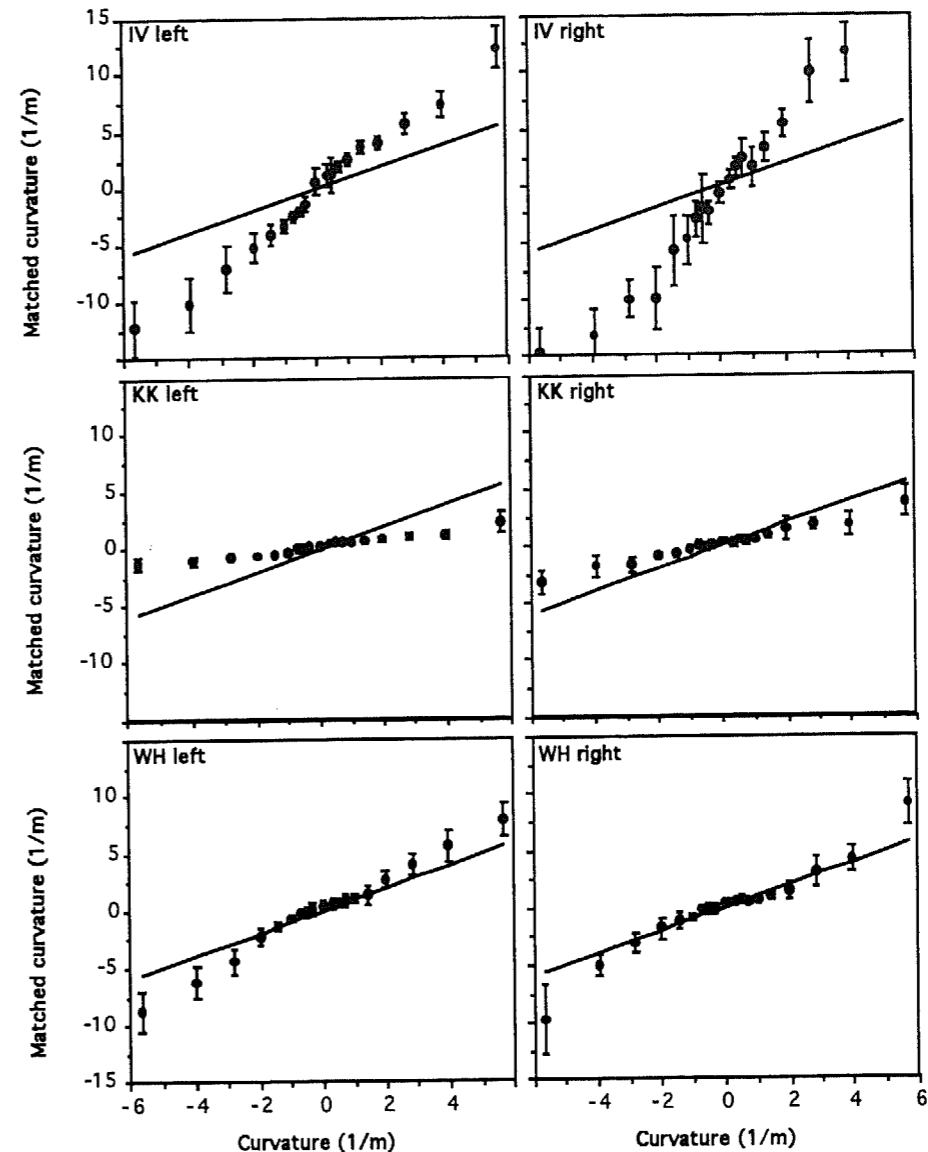 IV left
IV right
15
10
5
0
-5
-10
Matched curvature (1/m)
KK left
KK right
10
5
0
-5
-10
Matched curvature (1/m)
WH left
WH right
10
5
0
-5
-10
-15
Matched curvature (1/m)
-6 -4 -2 0 2 4
-4 -2 0 2 4 6
Curvature (1/m)
Curvature (1/m)